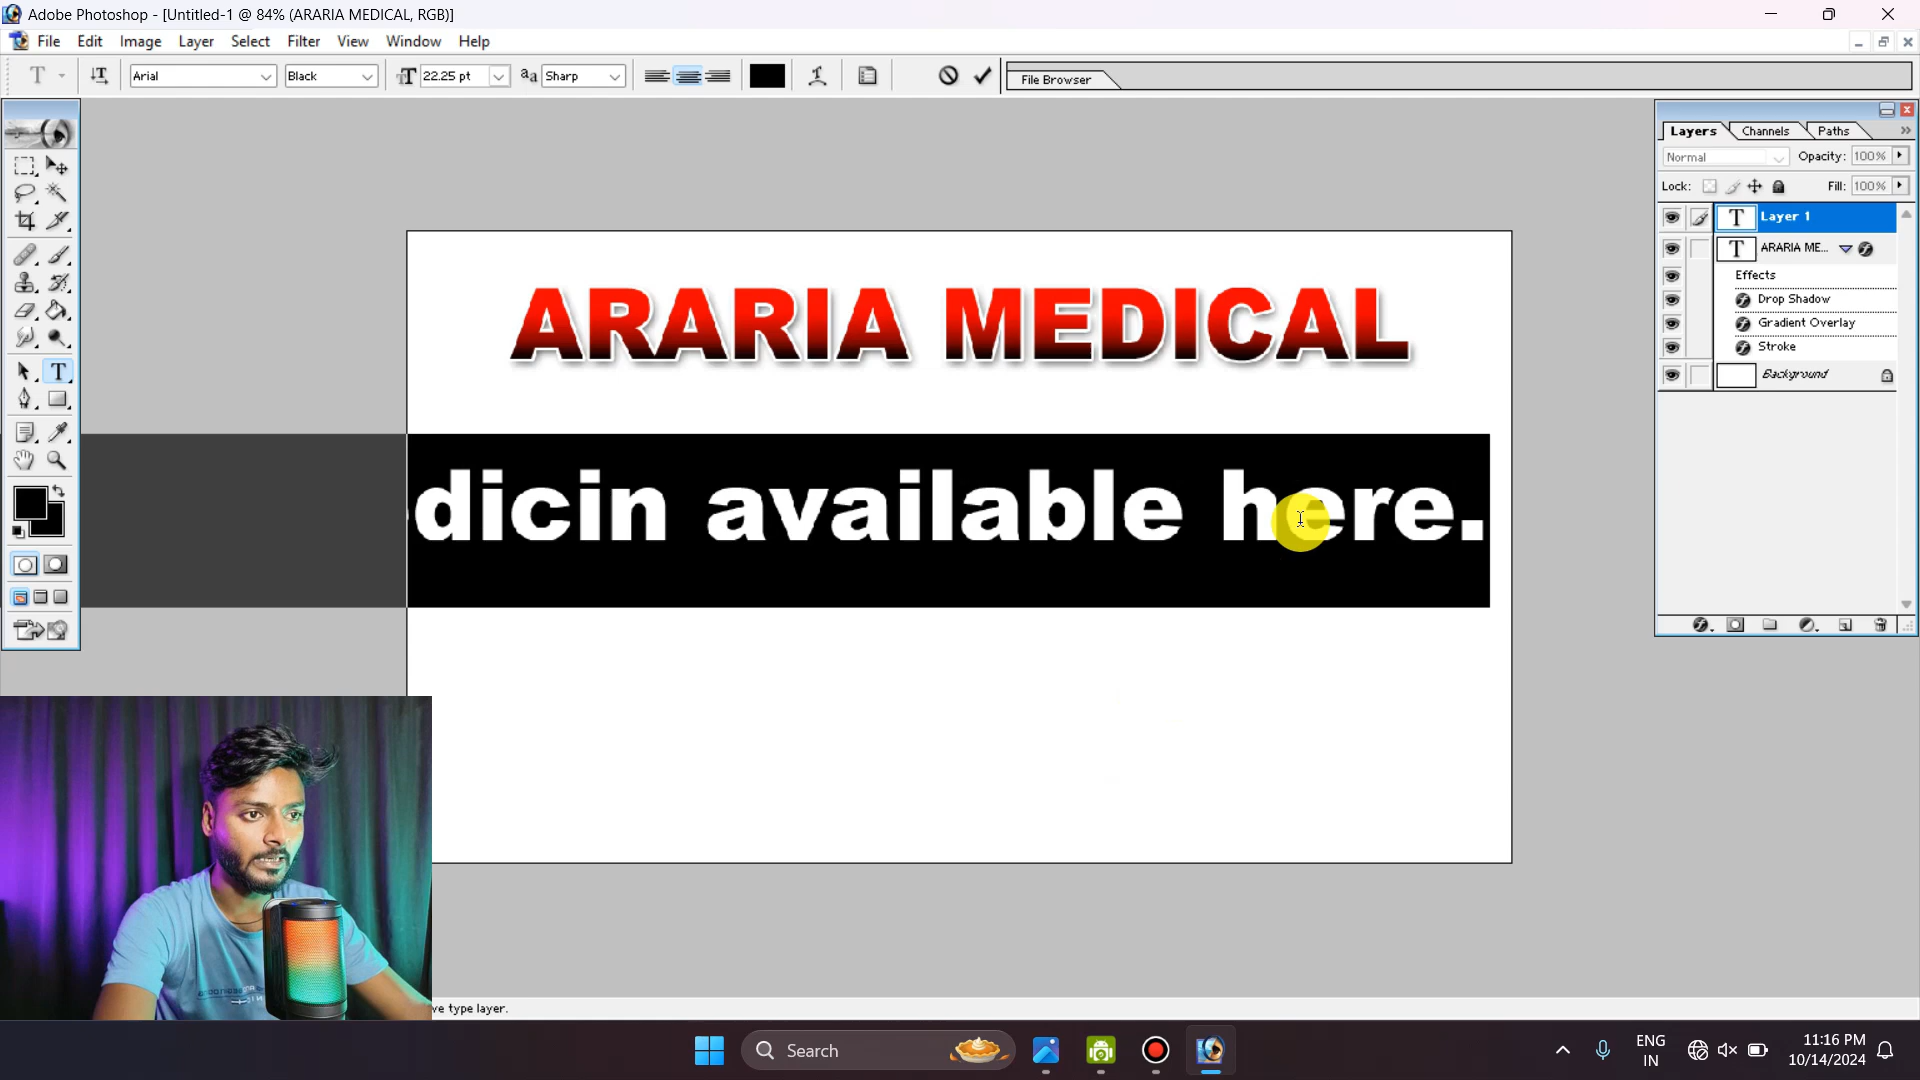 Adobe Photoshop - [Untitled-1 @ 84% (ARARIA MEDICAL, RGB)]
File Edit Image Layer Select Filter View Window Help
T Arial Black 22.25 pt aa Sharp File Browser
Layers Channels Paths
Normal Opacity: 100%
Lock: Fill: 100%
T Layer 1
T ARARIA ME...
Effects
Drop Shadow
Gradient Overlay
Stroke
Background
ARARIA MEDICAL
dicin available here.
ve type layer.
Search
ENG
IN
11:16 PM
10/14/2024